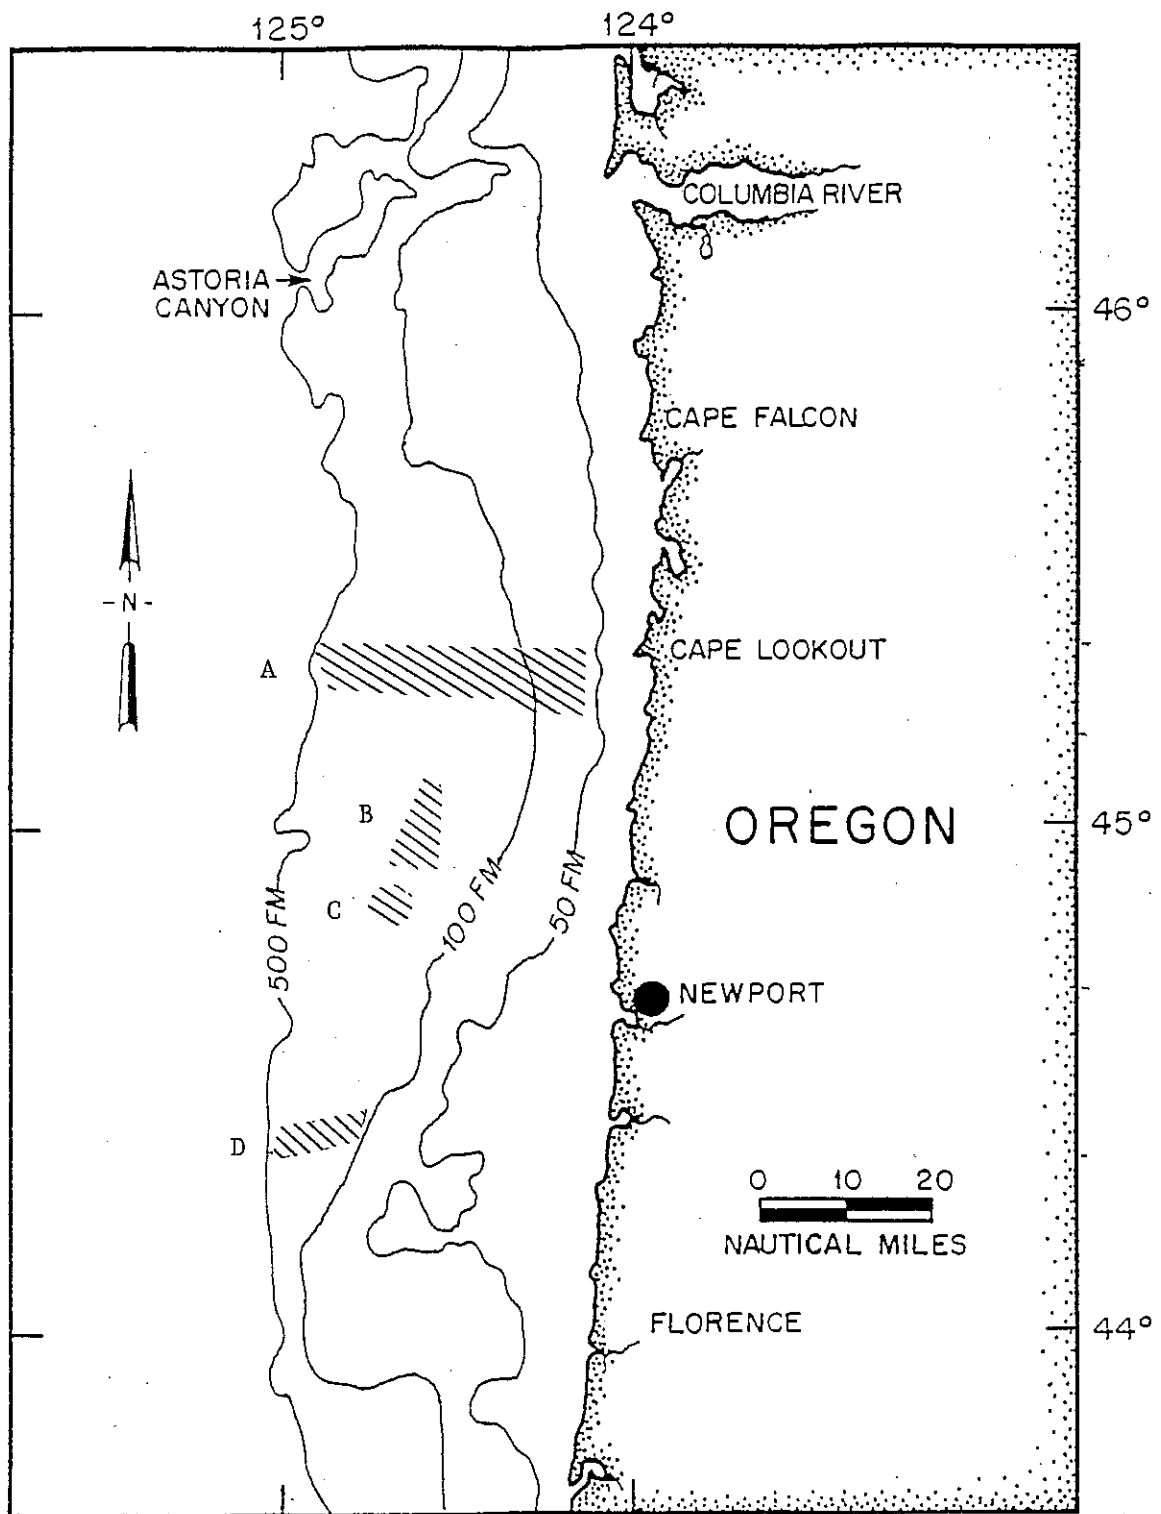 125° 124°
COLUMBIA RIVER
ASTORIA
CANYON
46°
CAPE FALCON
- N -
CAPE LOOKOUT
A
B
OREGON
45°
C
500 FM
100 FM
50 FM
NEWPORT
D
0 10 20
NAUTICAL MILES
FLORENCE
44°